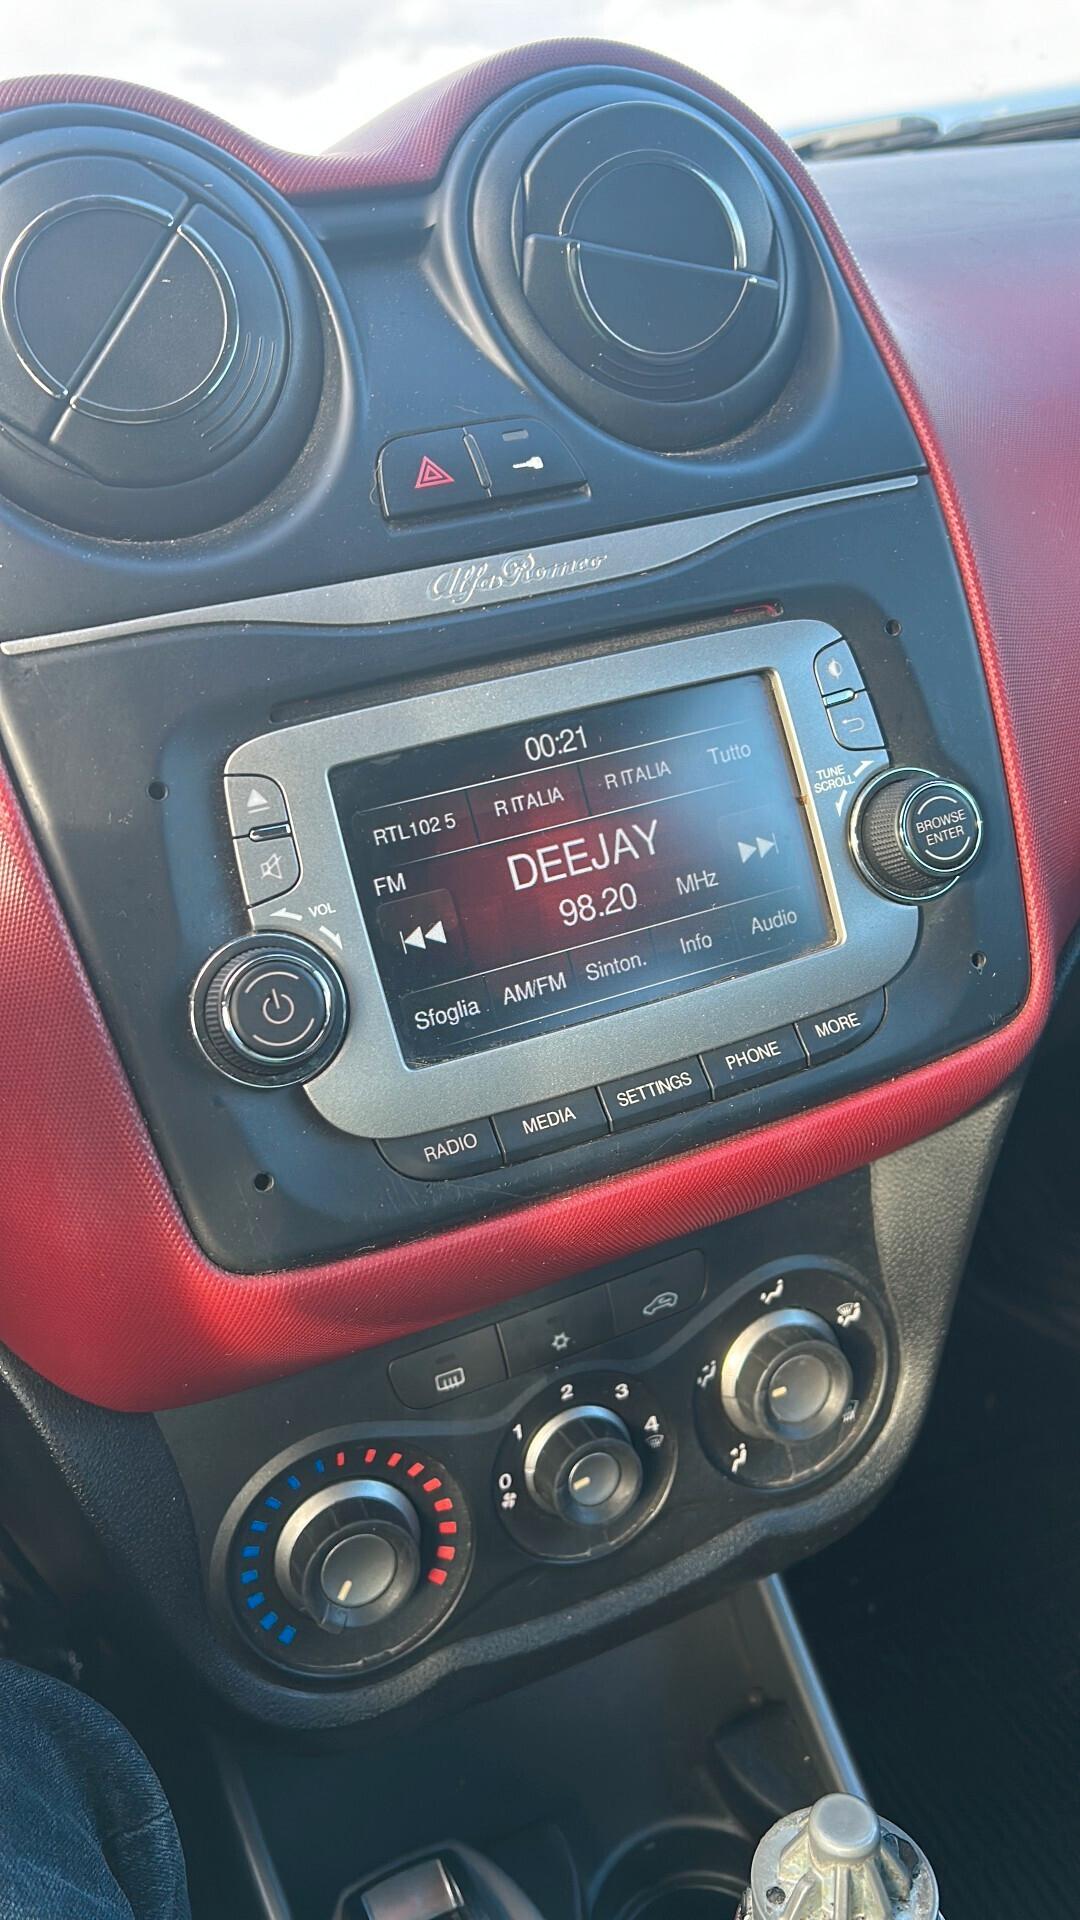 Alfa Romeo
00:21
RTL102 5 R ITALIA R ITALIA Tutto
FM DEEJAY
98.20 MHz
Sfoglia AM/FM Sinton. Info Audio
VOL
TUNE
SCROLL
BROWSE
ENTER
RADIO MEDIA SETTINGS PHONE MORE
0 1 2 3 4